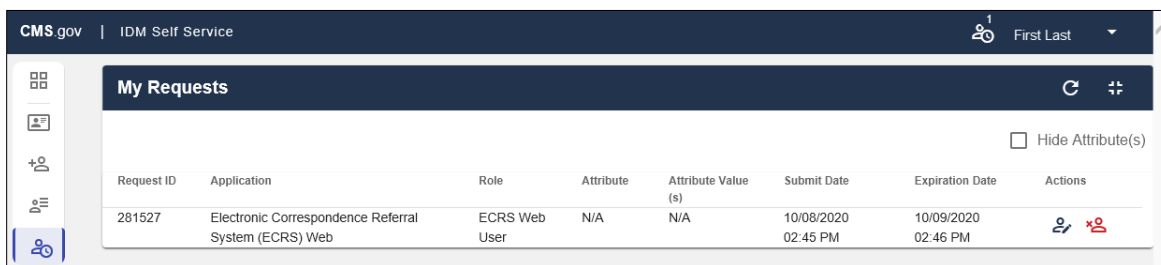 CMS.gov | IDM Self Service
1
First Last
My Requests
Hide Attribute(s)
Request ID Application Role Attribute Attribute Value Submit Date Expiration Date Actions
(s)
281527 Electronic Correspondence Referral ECRS Web N/A N/A 10/08/2020 10/09/2020
System (ECRS) Web User 02:45 PM 02:46 PM